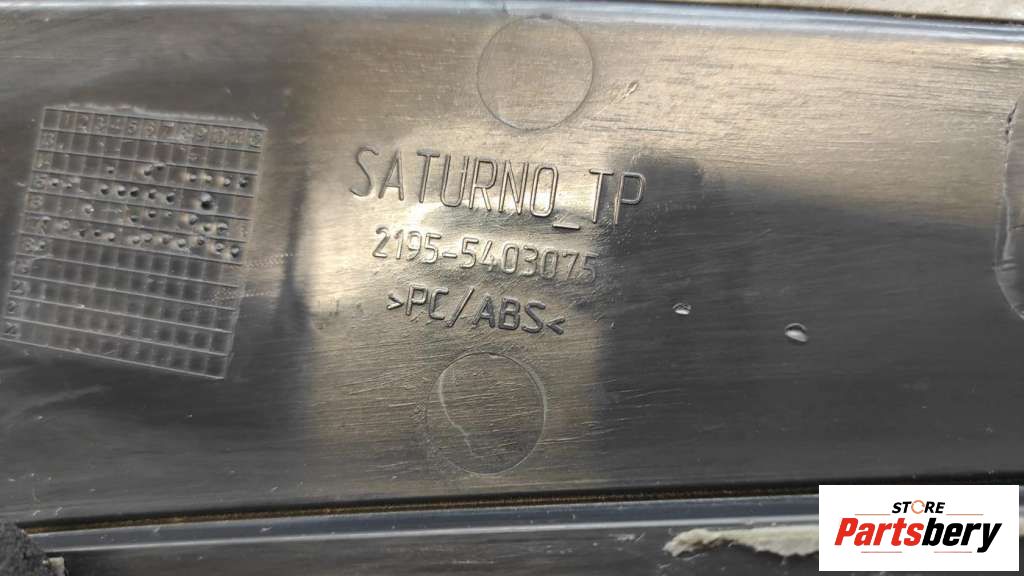 SATURNO_TP
2195-5403075
>PC/ABS<
STORE
Partsbery